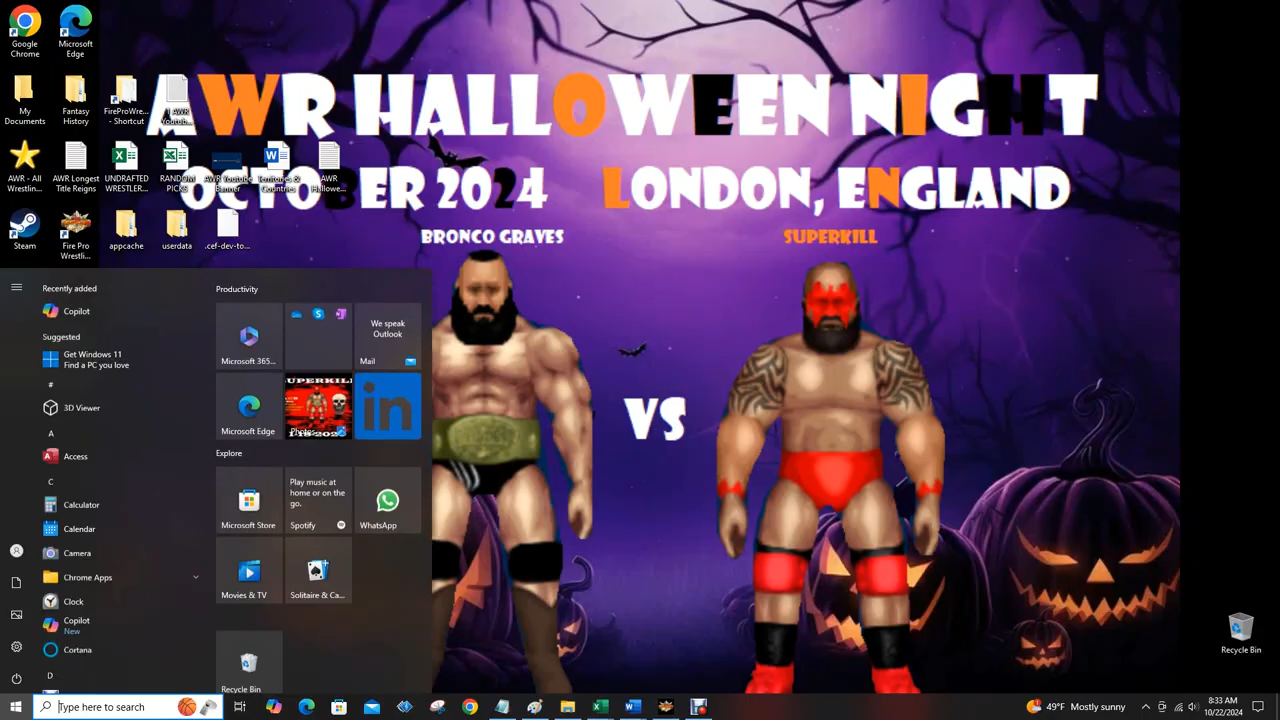 Google
Chrome
Microsoft
Edge
AWR HALLOWEEN NIGHT
OCTOBER 2024 LONDON, ENGLAND
BRONCO GRAVES
SUPERKILL
VS
My
Documents
Fantasy
History
FireProWre...
- Shortcut
1 AWR
Youtub...
AWR - All
Wrestlin...
AWR Longest
Title Reigns
UNDRAFTED
WRESTLER...
RANDOM
PICKS
AWR Youtube
Banner
Territories &
Countries
AWR
Hallowe...
Steam
Fire Pro
Wrestli...
appcache
userdata
.cef-dev-to...
Recently added
Copilot
Suggested
Get Windows 11
Find a PC you love
#
3D Viewer
A
Access
C
Calculator
Calendar
Camera
Chrome Apps
Clock
Copilot
New
Cortana
D
Productivity
Microsoft 365...
We speak
Outlook
Mail
Microsoft Edge
SUPERKILL
Photos
in
Explore
Microsoft Store
Play music at
home or on the
go.
Spotify
WhatsApp
Movies & TV
Solitaire & Ca...
Recycle Bin
Recycle Bin
Type here to search
49°F Mostly sunny
8:33 AM
10/22/2024